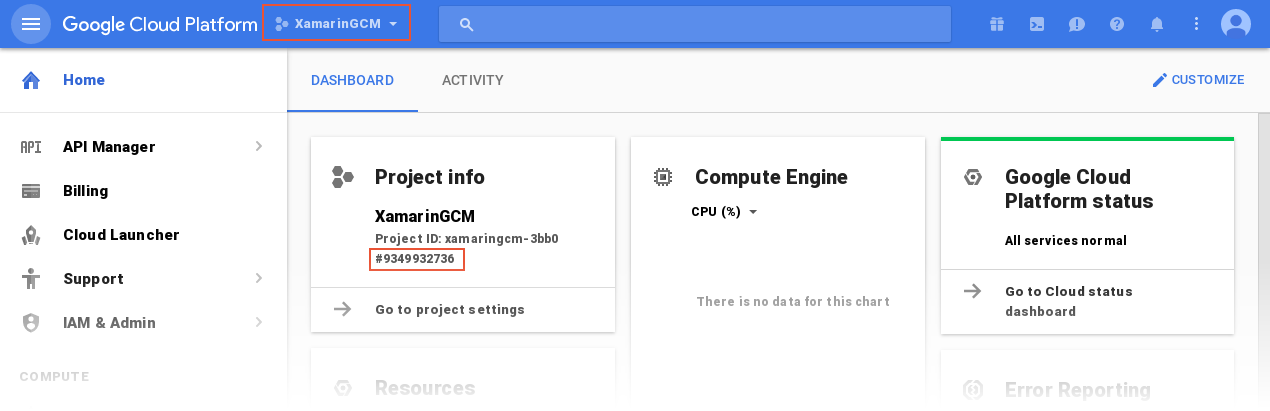 Google Cloud Platform XamarinGCM
Home
DASHBOARD ACTIVITY CUSTOMIZE
API API Manager
Billing
Cloud Launcher
Support
IAM & Admin
COMPUTE
Project info
XamarinGCM
Project ID: xamaringcm-3bb0
#9349932736
Go to project settings
Resources
Compute Engine
CPU (%)
There is no data for this chart
Google Cloud
Platform status
All services normal
Go to Cloud status
dashboard
Error Reporting